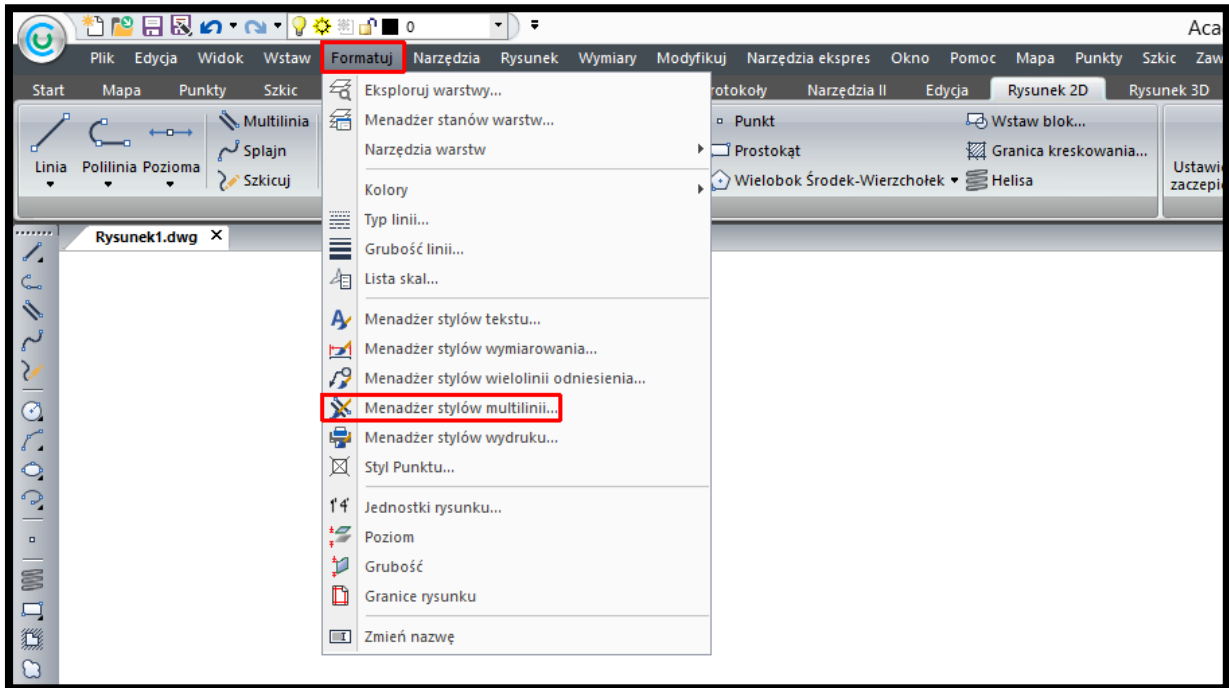 0
Aca
Plik Edycja Widok Wstaw Formatuj Narzędzia Rysunek Wymiary Modyfikuj Narzędzia ekspres Okno Pomoc Mapa Punkty Szkic Zaw
Start Mapa Punkty Szkic rotokoły Narzędzia II Edycja Rysunek 2D Rysunek 3D
Linia
Polilinia
Pozioma
Multilinia
Splajn
Szkicuj
Punkt
Prostokąt
Wielobok Środek-Wierzchołek
Wstaw blok...
Granica kreskowania...
Helisa
Ustawi
zaczepi
Rysunek1.dwg
Eksploruj warstwy...
Menadżer stanów warstw...
Narzędzia warstw
Kolory
Typ linii...
Grubość linii...
Lista skal...
Menadżer stylów tekstu...
Menadżer stylów wymiarowania...
Menadżer stylów wielolinii odniesienia...
Menadżer stylów multilinii...
Menadżer stylów wydruku...
Styl Punktu...
1'4' Jednostki rysunku...
Poziom
Grubość
Granice rysunku
Zmień nazwę